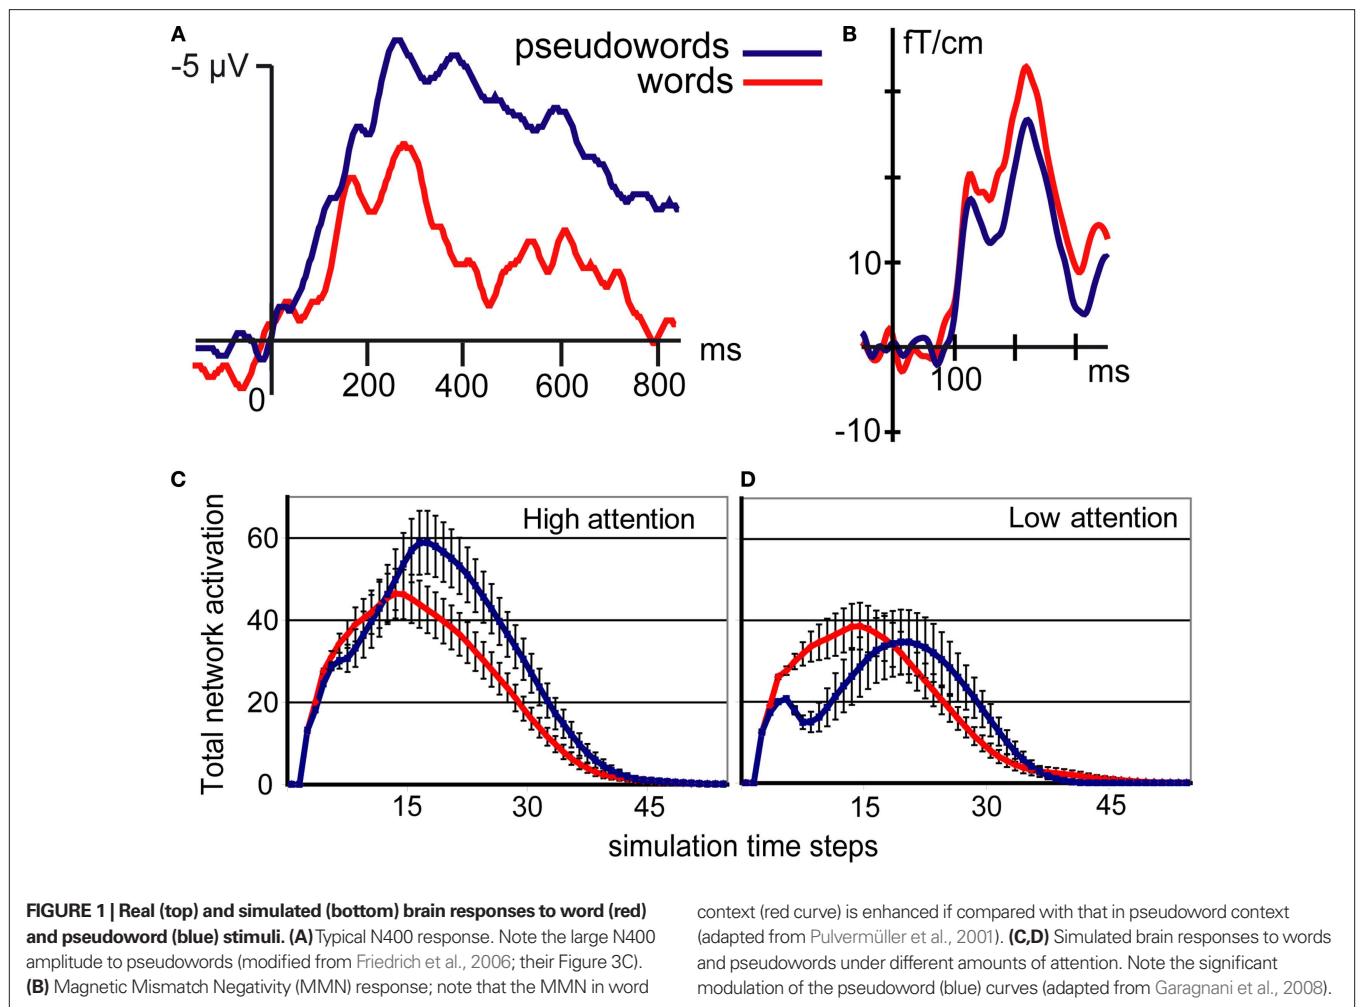 A
-5 µV
pseudowords
words
ms
0
200
400
600
800
B
fT/cm
10
100
ms
-10
C
Total network activation
High attention
60
40
20
0
15
30
45
D
Low attention
15
30
45
simulation time steps
FIGURE 1 | Real (top) and simulated (bottom) brain responses to word (red)
and pseudoword (blue) stimuli. (A) Typical N400 response. Note the large N400
amplitude to pseudowords (modified from Friedrich et al., 2006; their Figure 3C).
(B) Magnetic Mismatch Negativity (MMN) response; note that the MMN in word
context (red curve) is enhanced if compared with that in pseudoword context
(adapted from Pulvermüller et al., 2001). (C,D) Simulated brain responses to words
and pseudowords under different amounts of attention. Note the significant
modulation of the pseudoword (blue) curves (adapted from Garagnani et al., 2008).